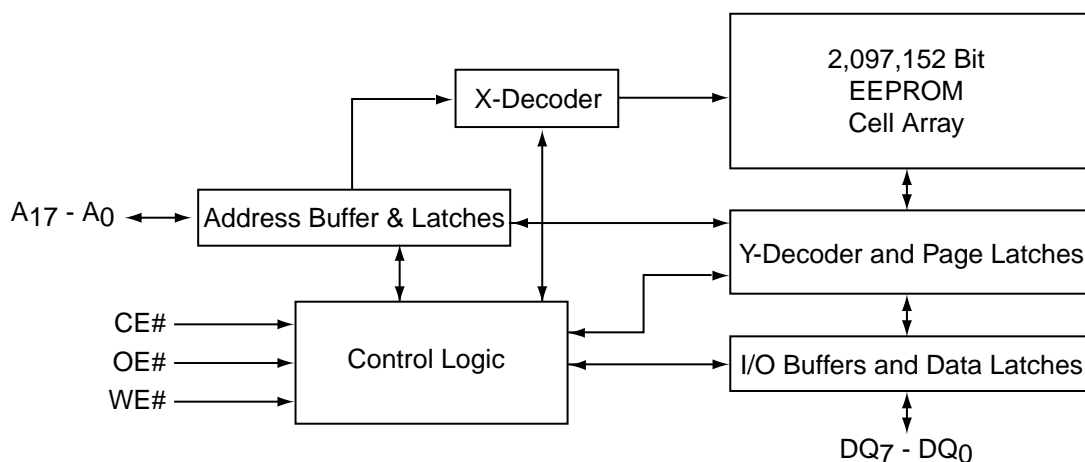 2,097,152 Bit
EEPROM
Cell Array
X-Decoder
A17 - A0
Address Buffer & Latches
Y-Decoder and Page Latches
CE#
OE#
WE#
Control Logic
I/O Buffers and Data Latches
DQ7 - DQ0